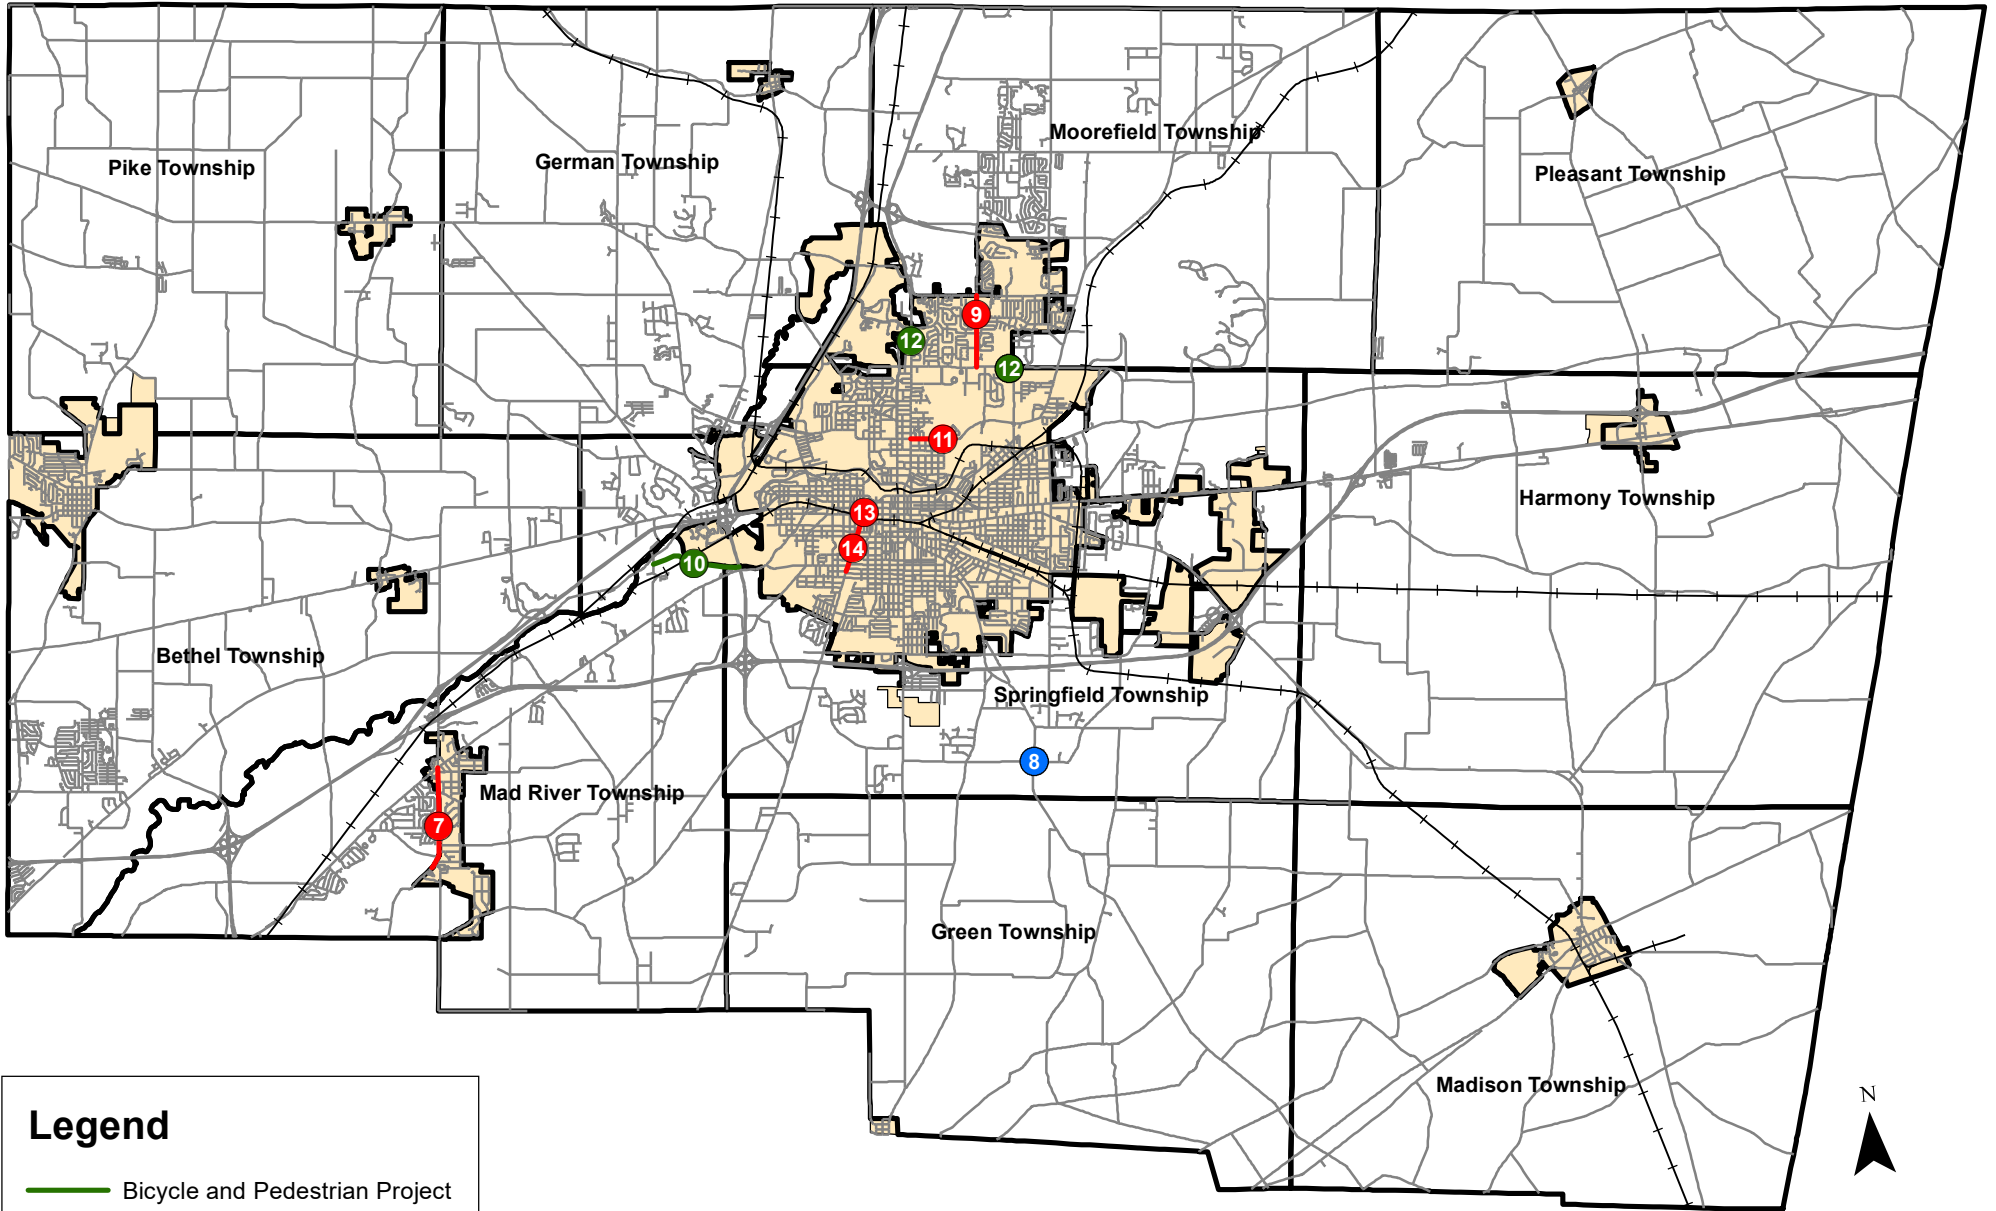 Moorefield Township
German Township
Pike Township
Pleasant Township
9
12
12
11
Harmony Township
13
14
10
Bethel Township
Springfield Township
8
Mad River Township
7
Green Township
Madison Township
N
Legend
Bicycle and Pedestrian Project